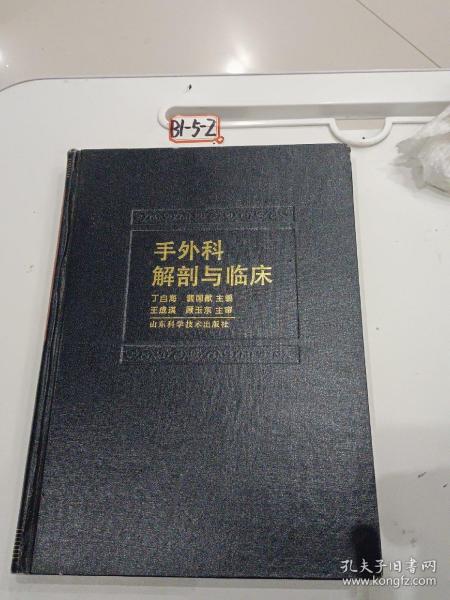 B1-5-2
手外科
解剖与临床
丁自海 裴国献 主编
王成琪 顾玉东 主审
山东科学技术出版社
孔夫子旧书网
www.kongfz.com